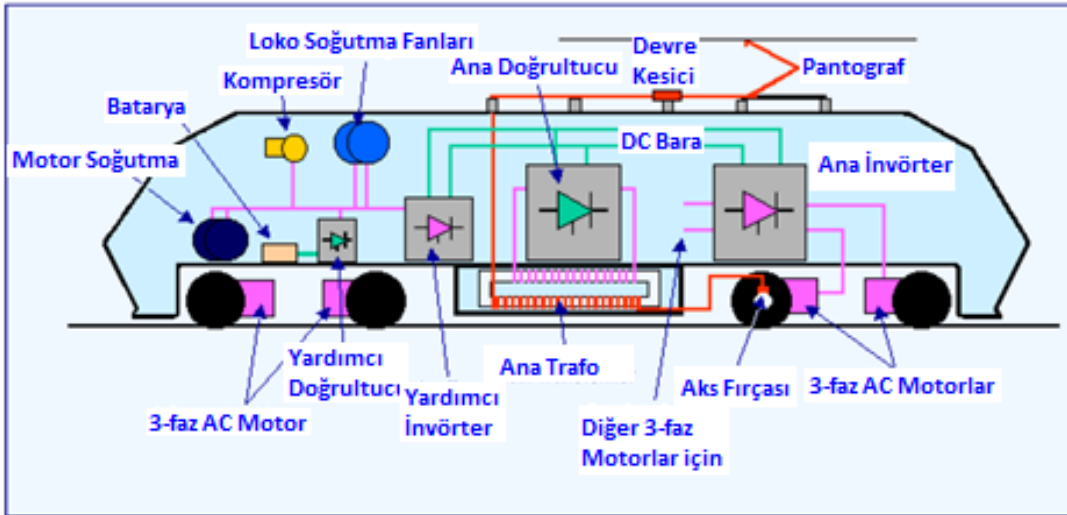 Loko Soğutma Fanları
Devre
Kesici
Ana Doğrultucu
Pantograf
Kompresör
Batarya
DC Bara
Motor Soğutma
Ana İnvörter
Yardımcı
Doğrultucu
Ana Trafo
Aks Fırçası
3-faz AC Motorlar
3-faz AC Motor
Yardımcı
İnvörter
Diğer 3-faz
Motorlar için